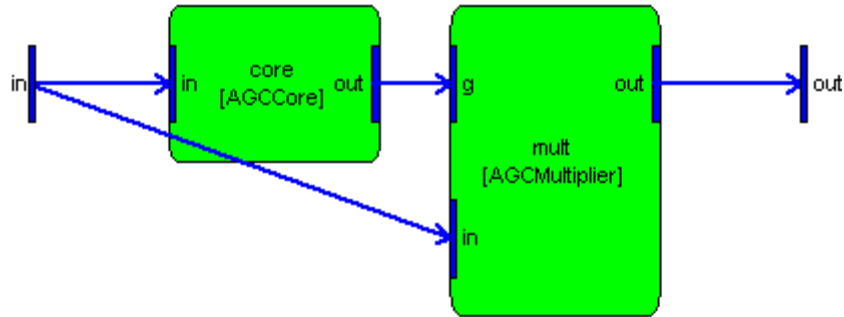 in
in
core
[AGCCore]
out
g
out
mult
[AGCMultiplier]
in
out